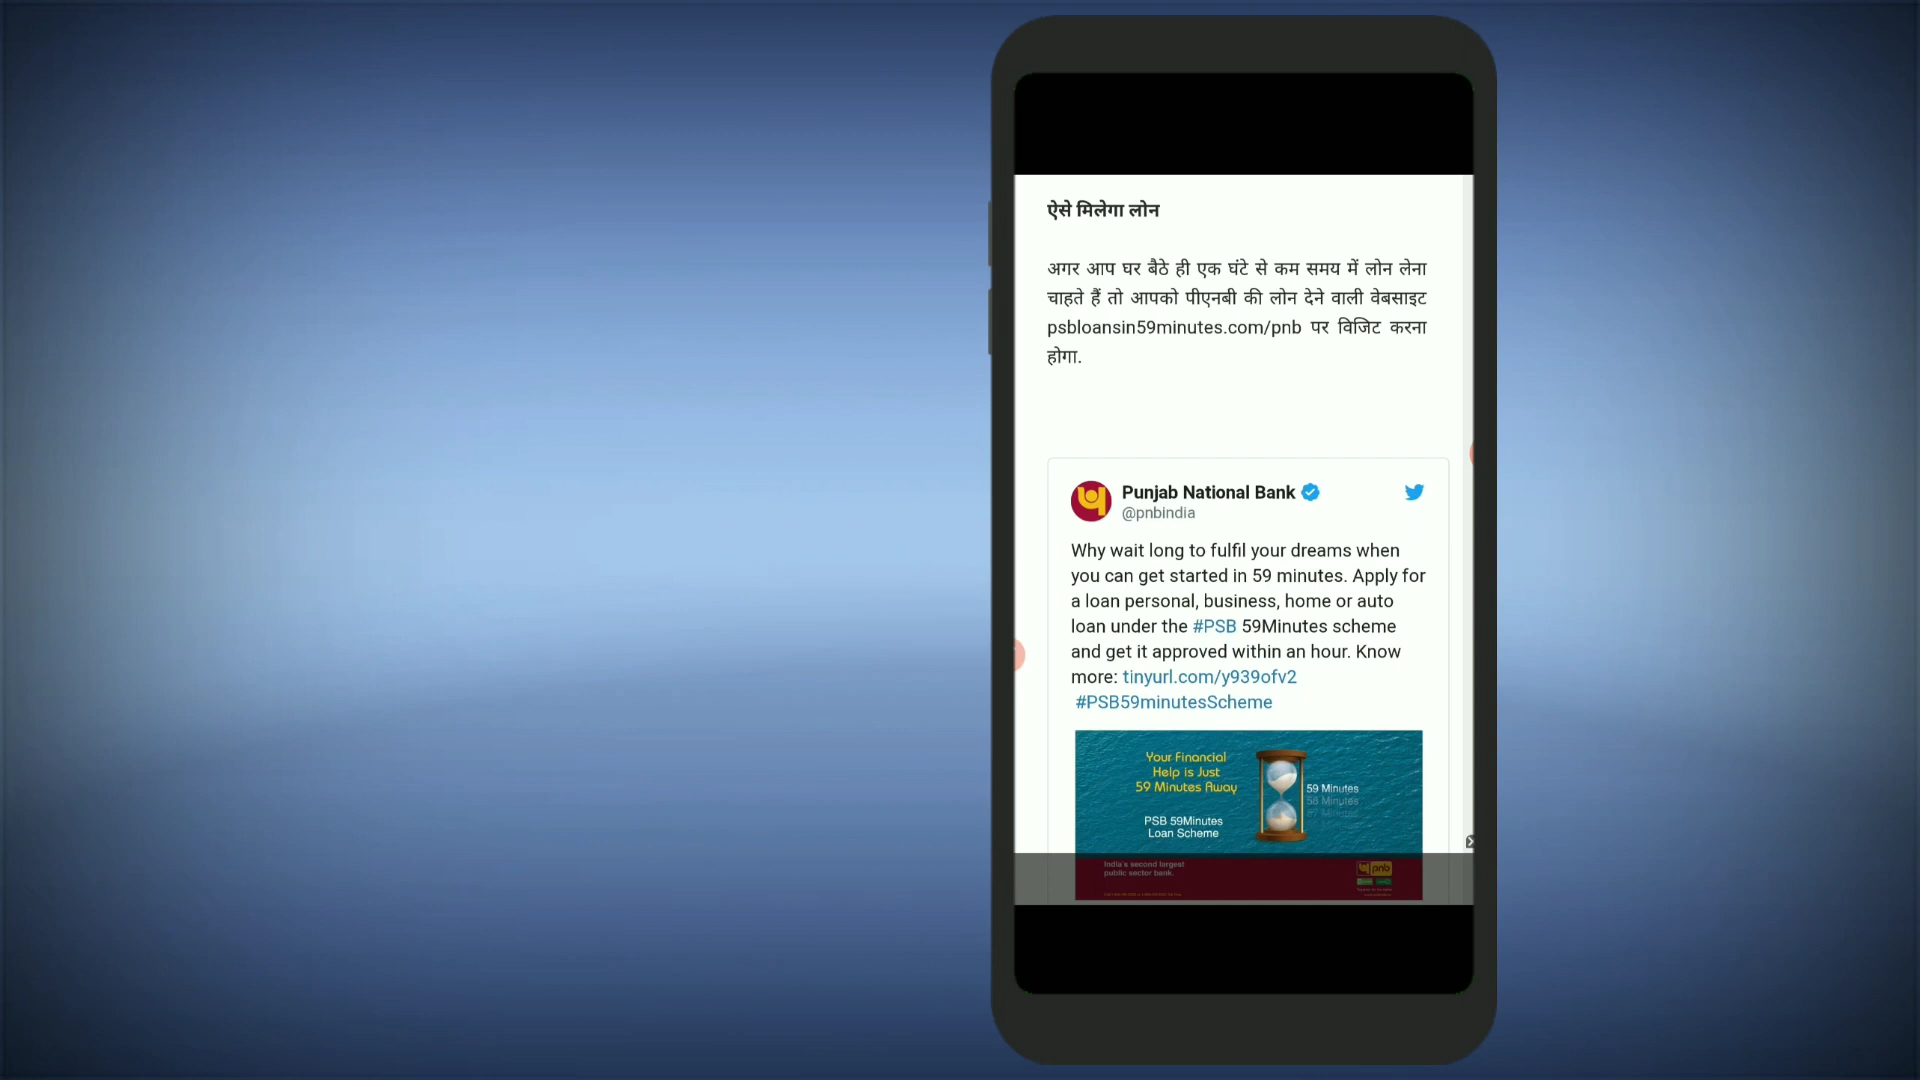 ऐसे मिलेगा लोन
अगर आप घर बैठे ही एक घंटे से कम समय में लोन लेना
चाहते हैं तो आपको पीएनबी की लोन देने वाली वेबसाइट
psbloansin59minutes.com/pnb पर विजिट करना
होगा.
Punjab National Bank
@pnbindia
Why wait long to fulfil your dreams when
you can get started in 59 minutes. Apply for
a loan personal, business, home or auto
loan under the #PSB 59Minutes scheme
and get it approved within an hour. Know
more: tinyurl.com/y939ofv2
#PSB59minutesScheme
Your Financial
Help is Just
59 Minutes Away
59 Minutes
58 Minutes
57 Minutes
PSB 59Minutes
Loan Scheme
India's second largest
public sector bank.
pnb